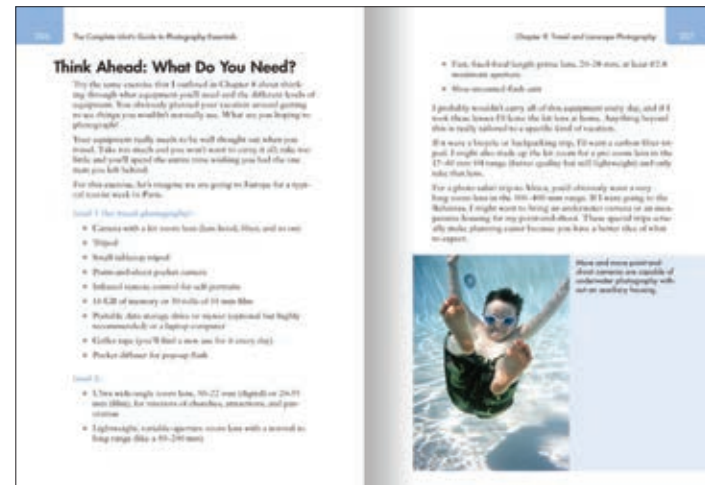 206
The Complete Idiot's Guide to Photography Essentials
Think Ahead: What Do You Need?
Try the same exercise that I outlined in Chapter 8 about think-
ing through what equipment you'll need and the different levels of
equipment. You obviously planned your vacation around getting
to see things you wouldn't normally see. What are you hoping to
photograph?
Your equipment really needs to be well thought out when you
travel. Take too much and you won't want to carry it all; take too
little and you'll spend the entire time wishing you had the one
item you left behind.
For this exercise, let's imagine we are going to Europe for a typi-
cal tourist week in Paris.
Level 1 (for travel photography):
• Camera with a kit zoom lens (lens hood, filter, and so on)
• Tripod
• Small tabletop tripod
• Point-and-shoot pocket camera
• Infrared remote control for self-portraits
• 16 GB of memory or 30 rolls of 35 mm film
• Portable data storage drive or viewer (optional but highly
recommended) or a laptop computer
• Gaffer tape (you'll find a new use for it every day)
• Pocket diffuser for pop-up flash
Level 2:
• Ultra wide-angle zoom lens, 10-22 mm (digital) or
mm (film), for interiors of churches, attractions, and
• Lightweight, variable-aperture zoom lens with a normal to
long range (like a mm)
Chapter 9: Travel and Landscape Photography
207
• Fast, fixed-focal-length prime lens, mm, at least f/2.8
maximum aperture
• Shoe-mounted flash unit
I probably wouldn't carry all of this equipment every day, and if I
took these lenses I'd leave the kit lens at home. Anything beyond
this is really tailored to a specific kind of vacation.
If it were a bicycle or backpacking trip, I'd want a carbon fiber tri-
pod. I might also trade up the kit zoom for a pro zoom lens in the
mm f/4 range (better quality but still lightweight) and only
take that lens.
For a photo safari trip to Africa, you'd obviously want a very
long zoom lens in the 100-400 mm range. If I were going to the
Bahamas, I might want to bring an underwater camera or an inex-
pensive housing for my point-and-shoot. These special trips actu-
ally make planning easier because you have a better idea of what
to expect.
More and more point-and-
shoot cameras are capable of
underwater photography with-
out an auxiliary housing.